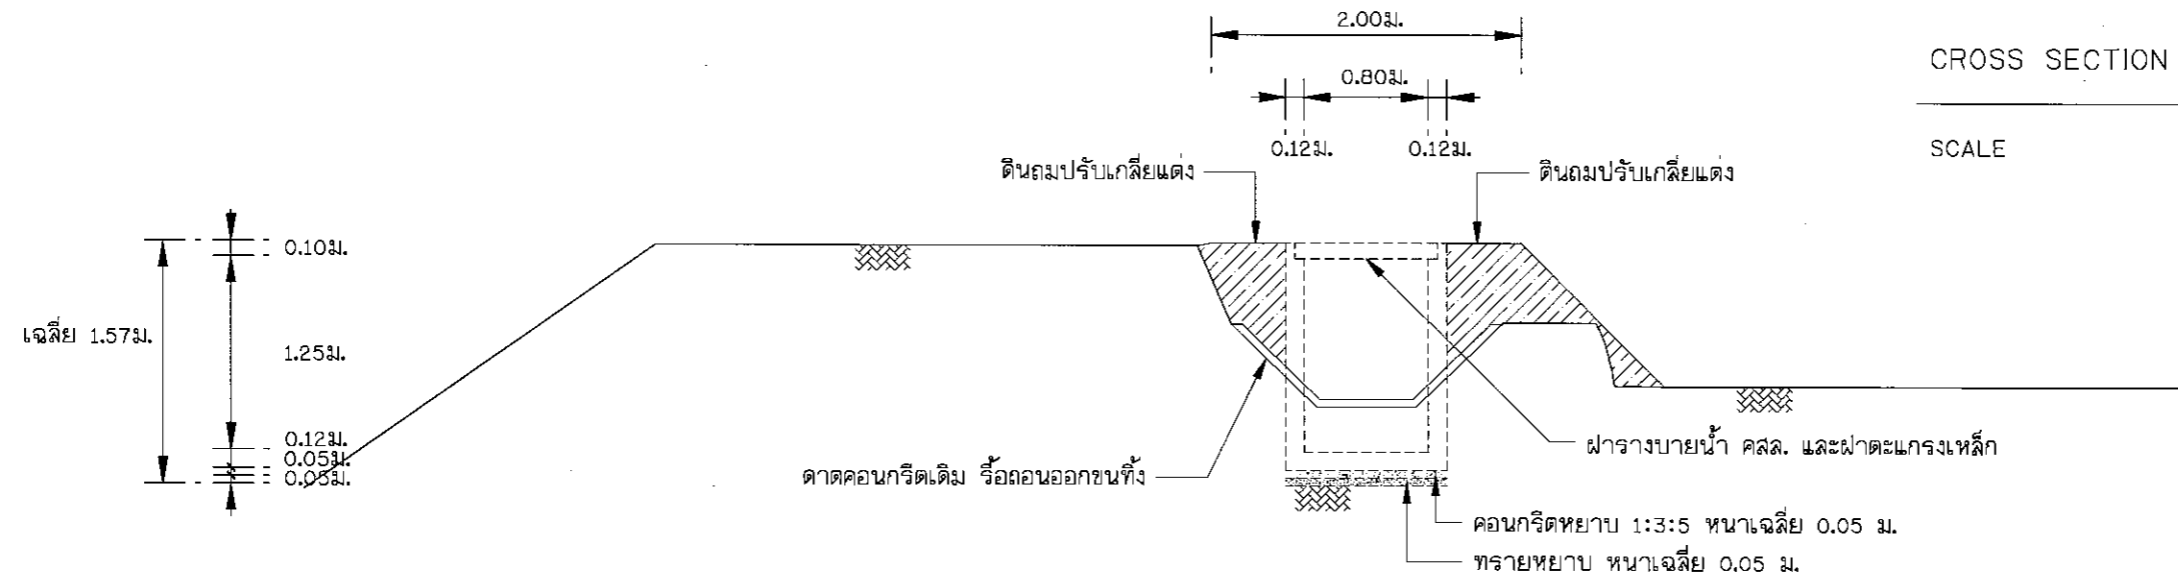 2.00ม.
CROSS SECTION
0.80ม.
0.12ม. 0.12ม.
SCALE
ดินถมปรับเกลี่ยแต่ง
ดินถมปรับเกลี่ยแต่ง
0.10ม.
เฉลี่ย 1.57ม.
1.25ม.
0.12ม.
0.05ม.
0.05ม.
ฝารางบายน้ำ คสล. และฝาตะแกรงเหล็ก
ดาดคอนกรีตเดิม รื้อถอนออกขนทิ้ง
คอนกรีตหยาบ 1:3:5 หนาเฉลี่ย 0.05 ม.
ทรายหยาบ หนาเฉลี่ย 0.05 ม.